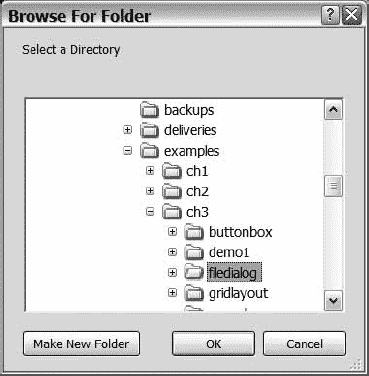 Browse For Folder
Select a Directory
backups
deliveries
examples
ch1
ch2
ch3
buttonbox
demo1
filedialog
gridlayout
Make New Folder
OK
Cancel